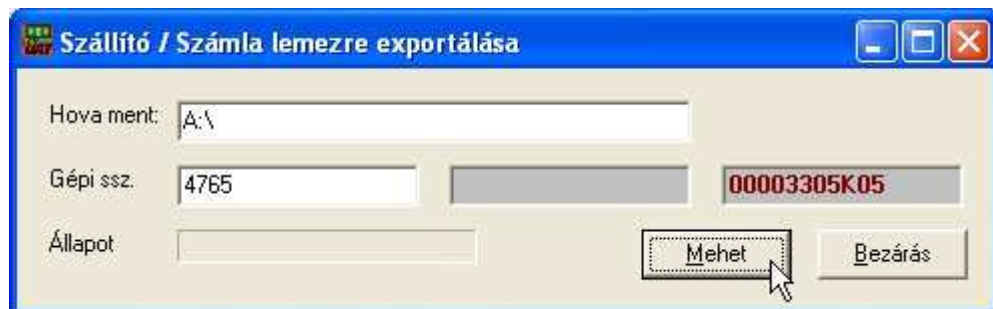 Szállító / Számla lemezre exportálása
Hova ment: A:\
Gépi ssz. 4765 00003305K05
Állapot Mehet Bezárás